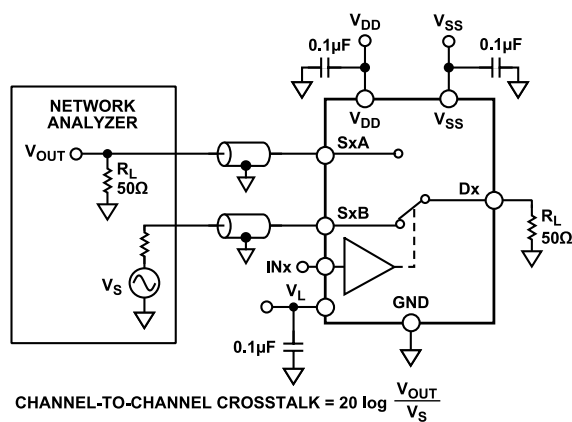 V_DD
V_SS
0.1µF
0.1µF
NETWORK
ANALYZER
V_DD
V_SS
V_OUT
SxA
R_L
50Ω
Dx
SxB
R_L
50Ω
INx
V_S
V_L
GND
0.1µF
CHANNEL-TO-CHANNEL CROSSTALK = 20 log V_OUT / V_S